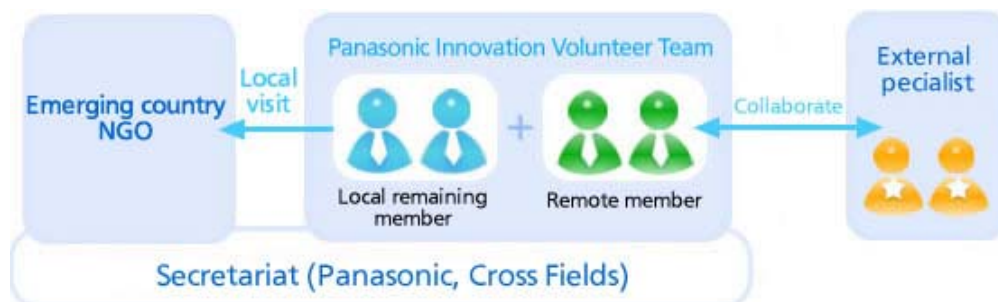 Emerging country
NGO
Local
visit
Panasonic Innovation Volunteer Team
+
Local remaining
member
Remote member
Collaborate
External
pecialist
Secretariat (Panasonic, Cross Fields)